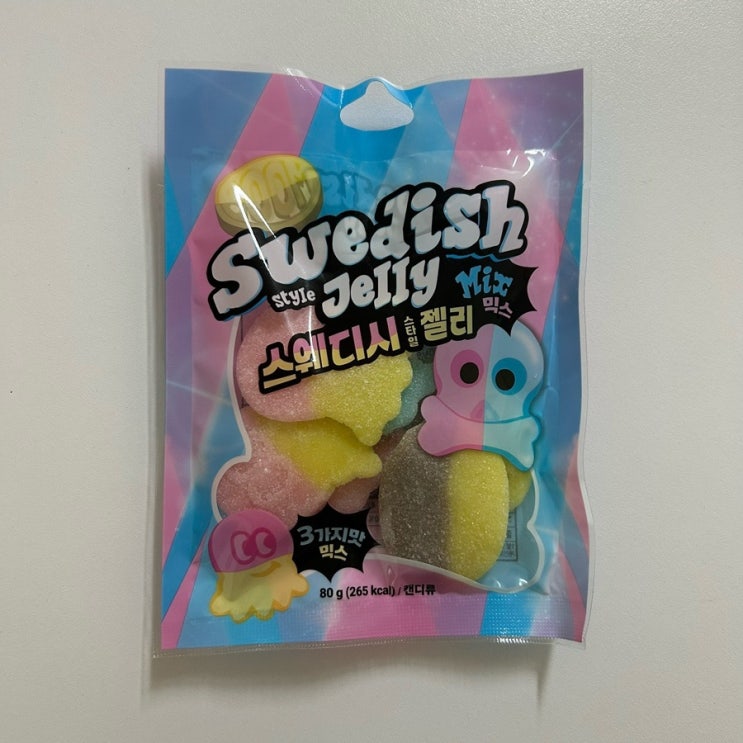 Swedish
style Jelly Mix
스웨디시 스타일 젤리 믹스
3가지맛
믹스
80 g (265 kcal) / 캔디류